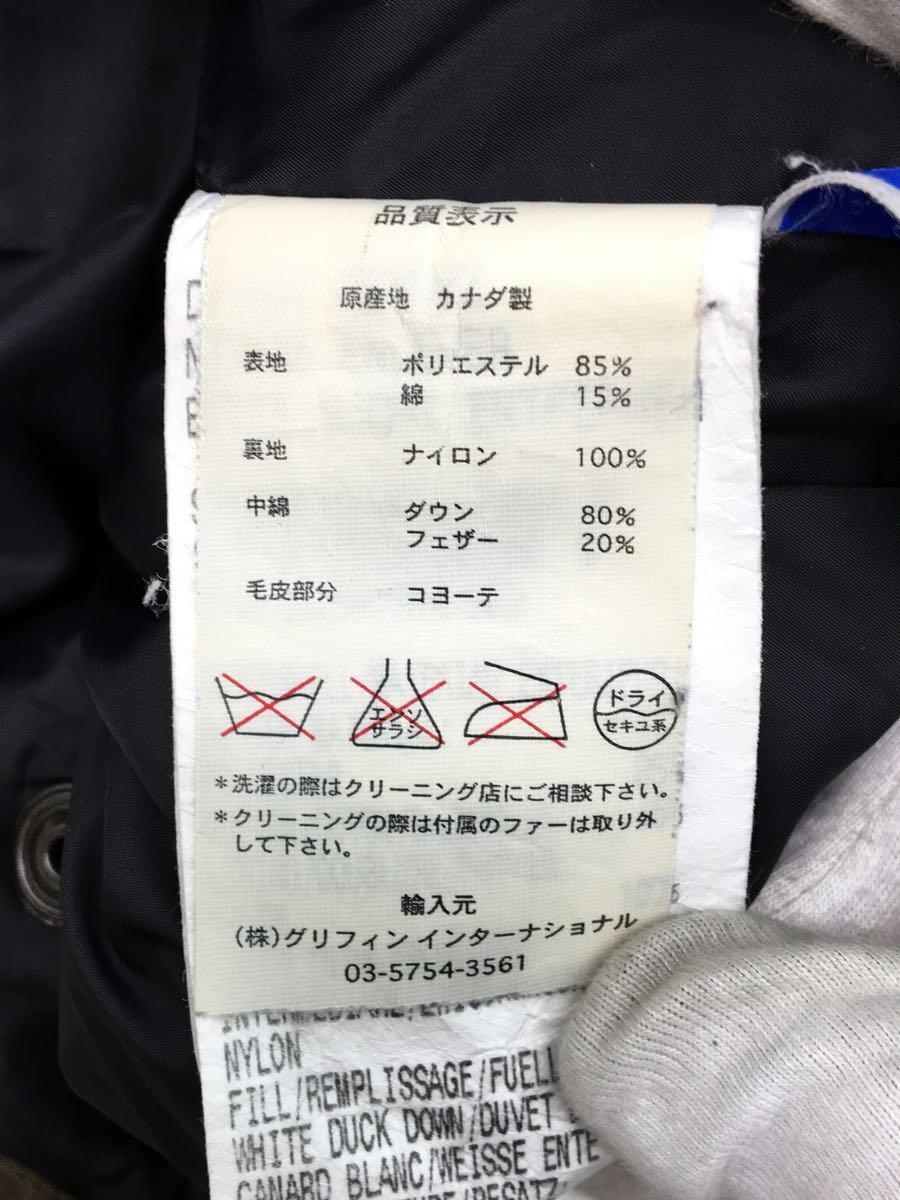 品質表示
原産地 カナダ製
表地 ポリエステル 85%
綿 15%
裏地 ナイロン 100%
中綿 ダウン 80%
フェザー 20%
毛皮部分 コヨーテ
エンソ
サラシ
ドライ
セキユ系
*洗濯の際はクリーニング店にご相談下さい。
*クリーニングの際は付属のファーは取り外
して下さい。
輸入元
(株)グリフィン インターナショナル
03-5754-3561
NYLON
FILL/REMPLISSAGE/FUELL
WHITE DUCK DOWN/DUVET
CANARD BLANC/WEISSE ENTE